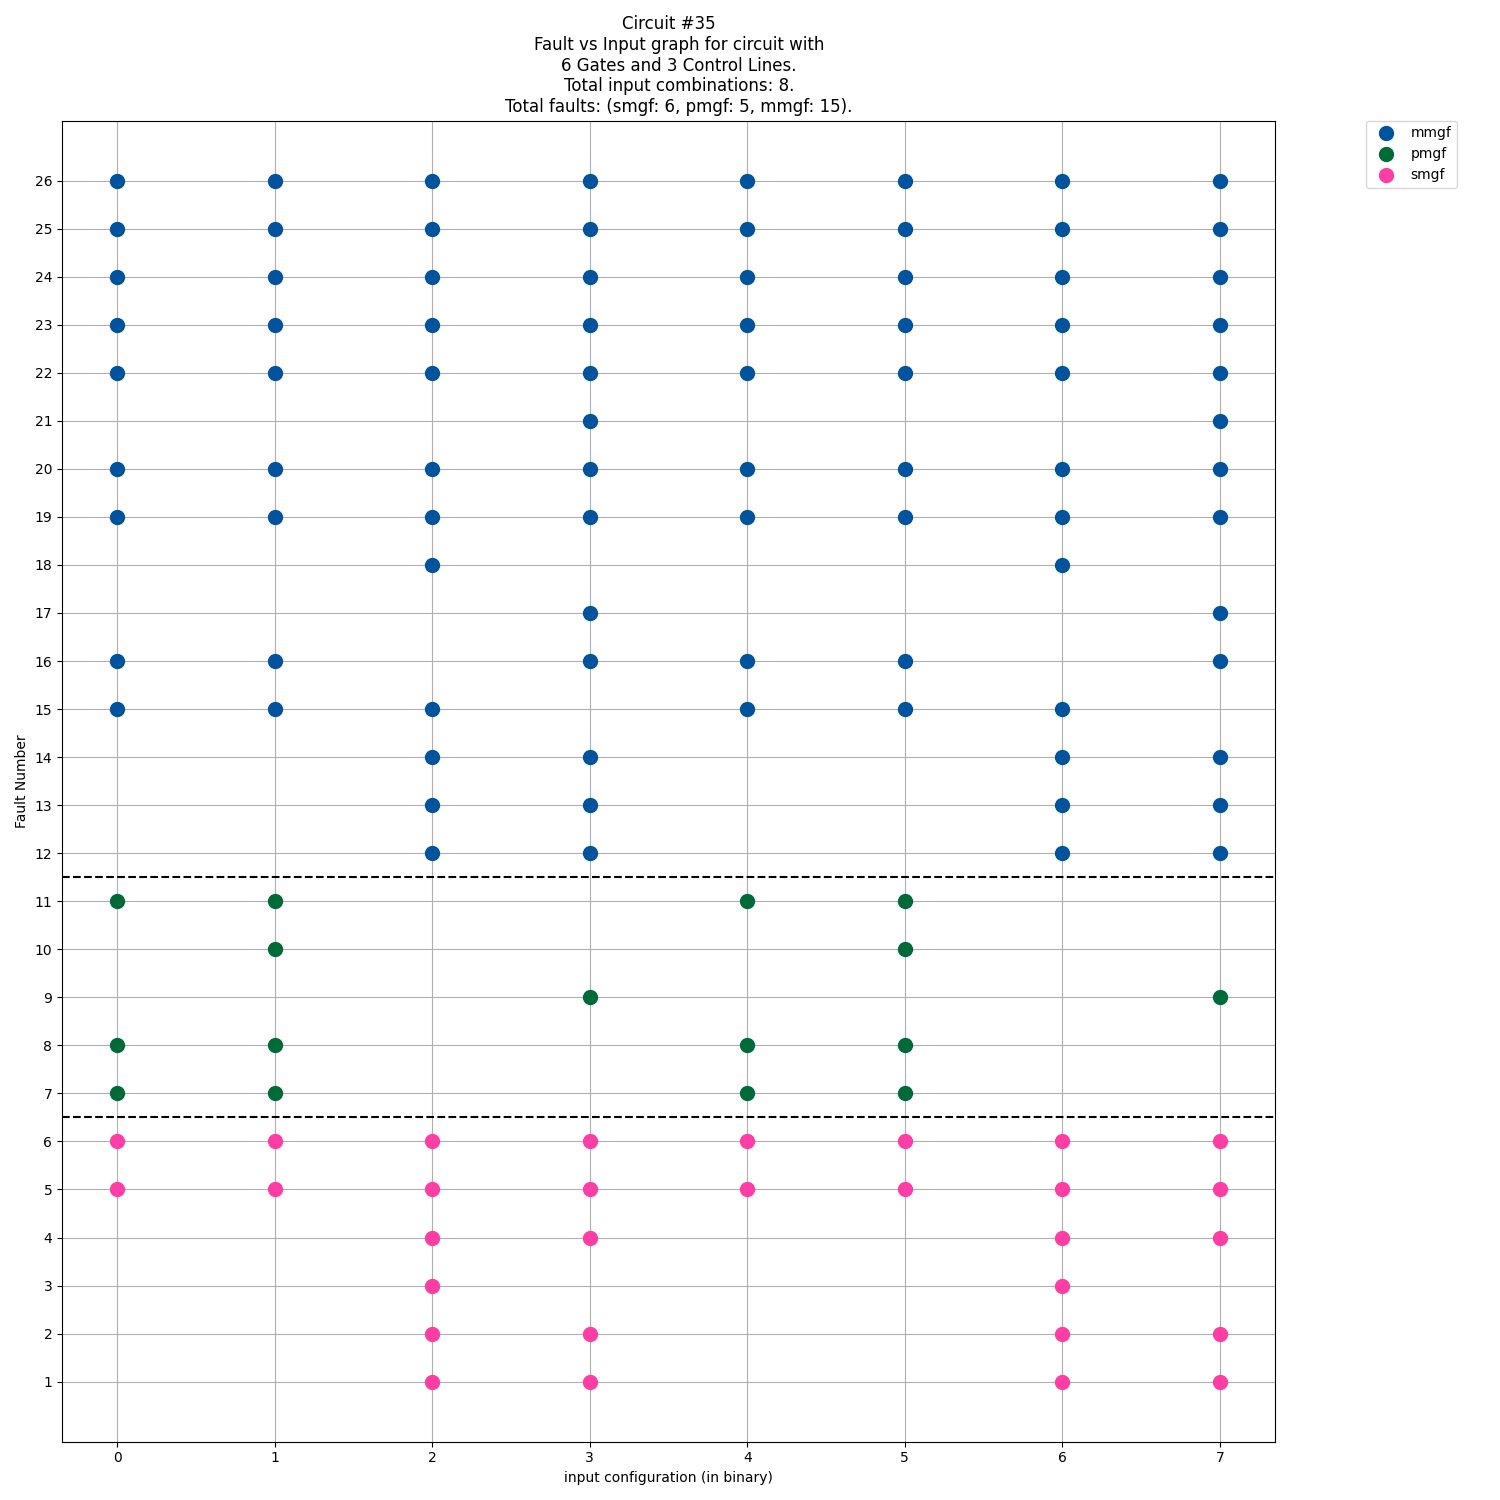 Circuit #35
Fault vs Input graph for circuit with
6 Gates and 3 Control Lines.
Total input combinations: 8.
Total faults: (smgf: 6, pmgf: 5, mmgf: 15).
mmgf
pmgf
smgf
Fault Number
26
25
24
23
22
21
20
19
18
17
16
15
14
13
12
11
10
9
8
7
6
5
4
3
2
1
0 1 2 3 4 5 6 7
input configuration (in binary)